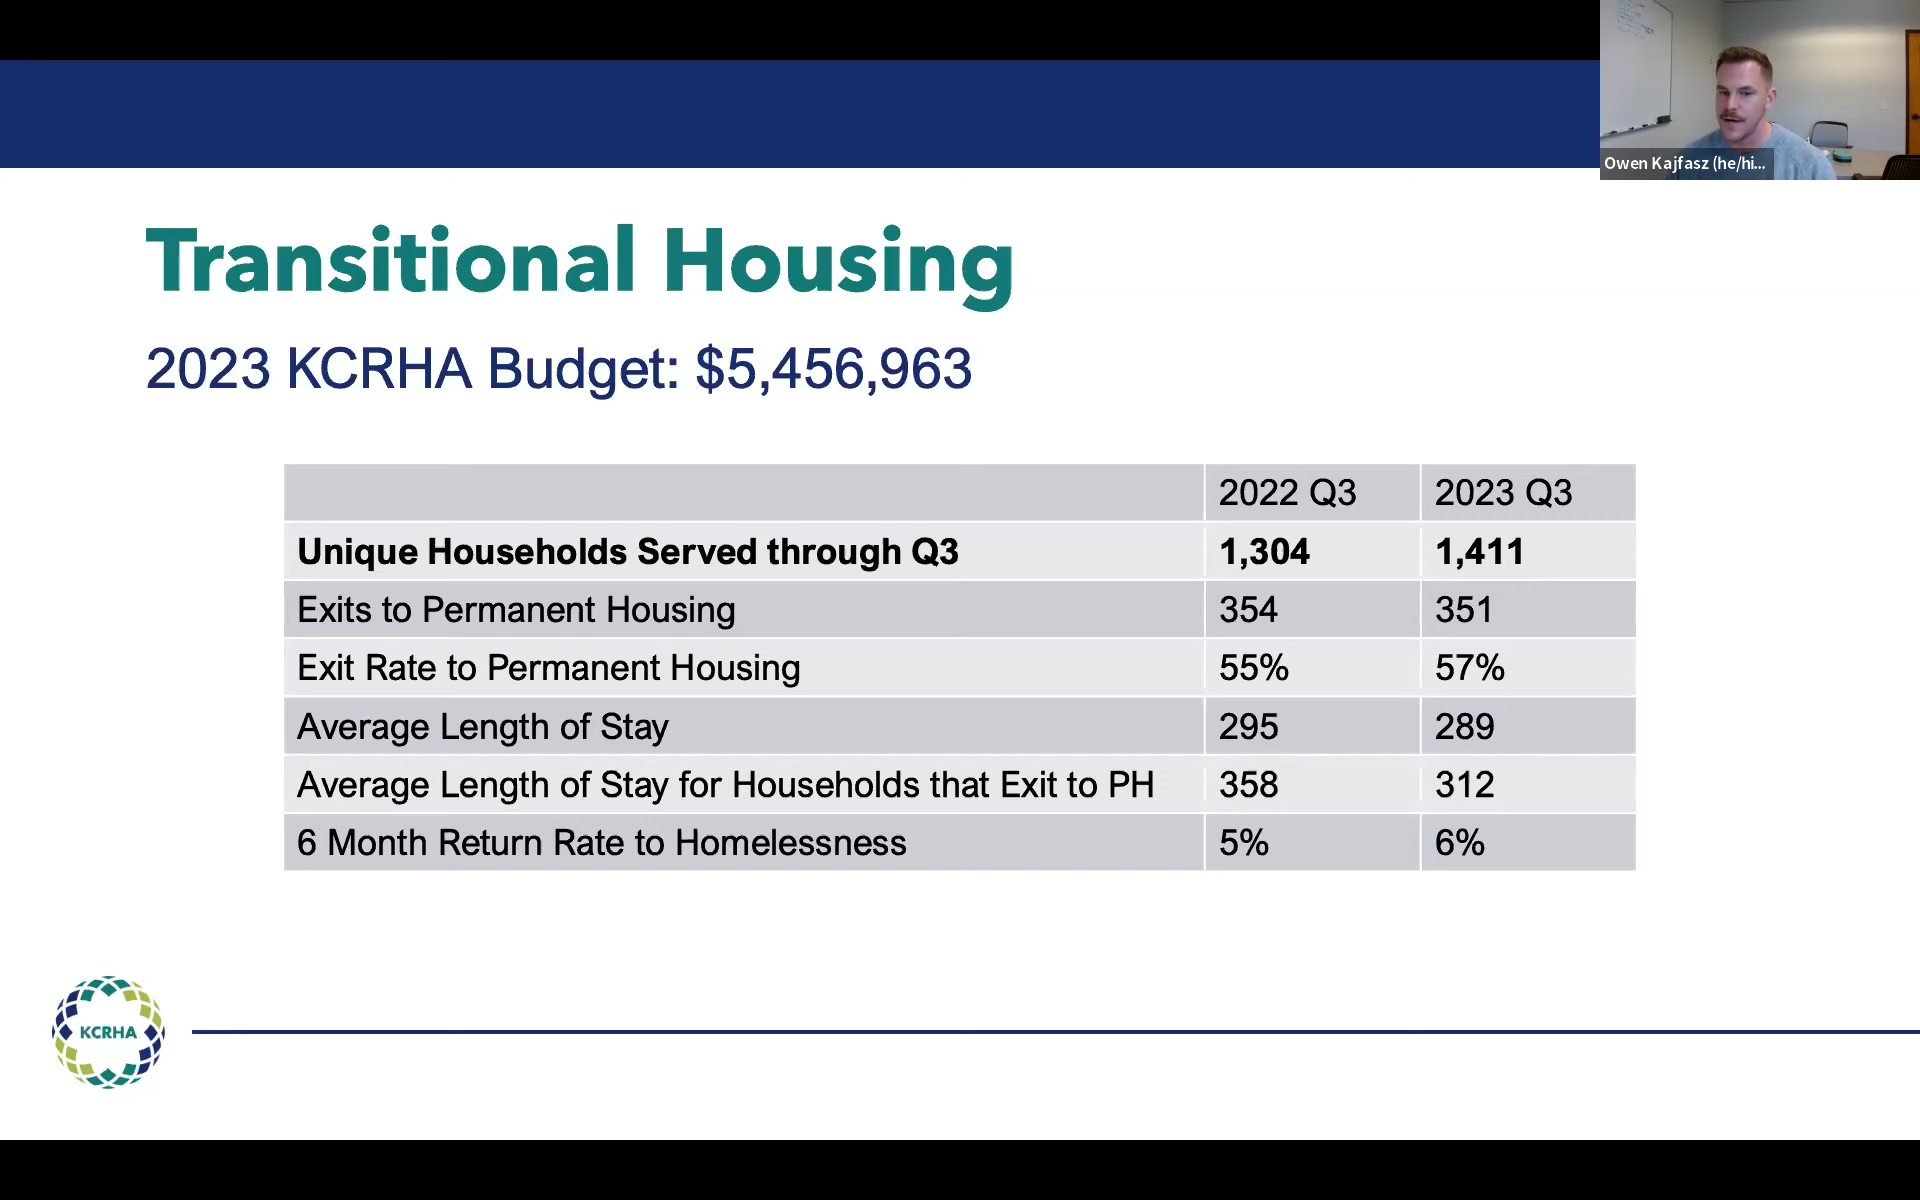 Owen Kajfasz (he/hi...
Transitional Housing
2023 KCRHA Budget: $5,456,963
2022 Q3 2023 Q3
Unique Households Served through Q3 1,304 1,411
Exits to Permanent Housing 354 351
Exit Rate to Permanent Housing 55% 57%
Average Length of Stay 295 289
Average Length of Stay for Households that Exit to PH 358 312
6 Month Return Rate to Homelessness 5% 6%
KCRHA